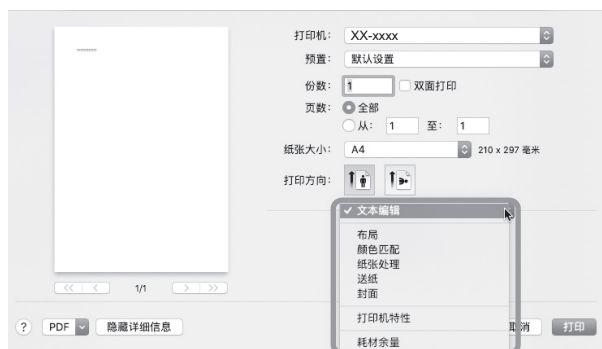 打印机： XX-xxxx
预置： 默认设置
份数： 1 双面打印
页数： 全部
从： 1 至： 1
纸张大小： A4 210 x 297 毫米
打印方向：
✓ 文本编辑
布局
颜色匹配
纸张处理
送纸
封面
打印机特性
耗材余量
<< < 1/1 > >>
? PDF 隐藏详细信息 消 打印